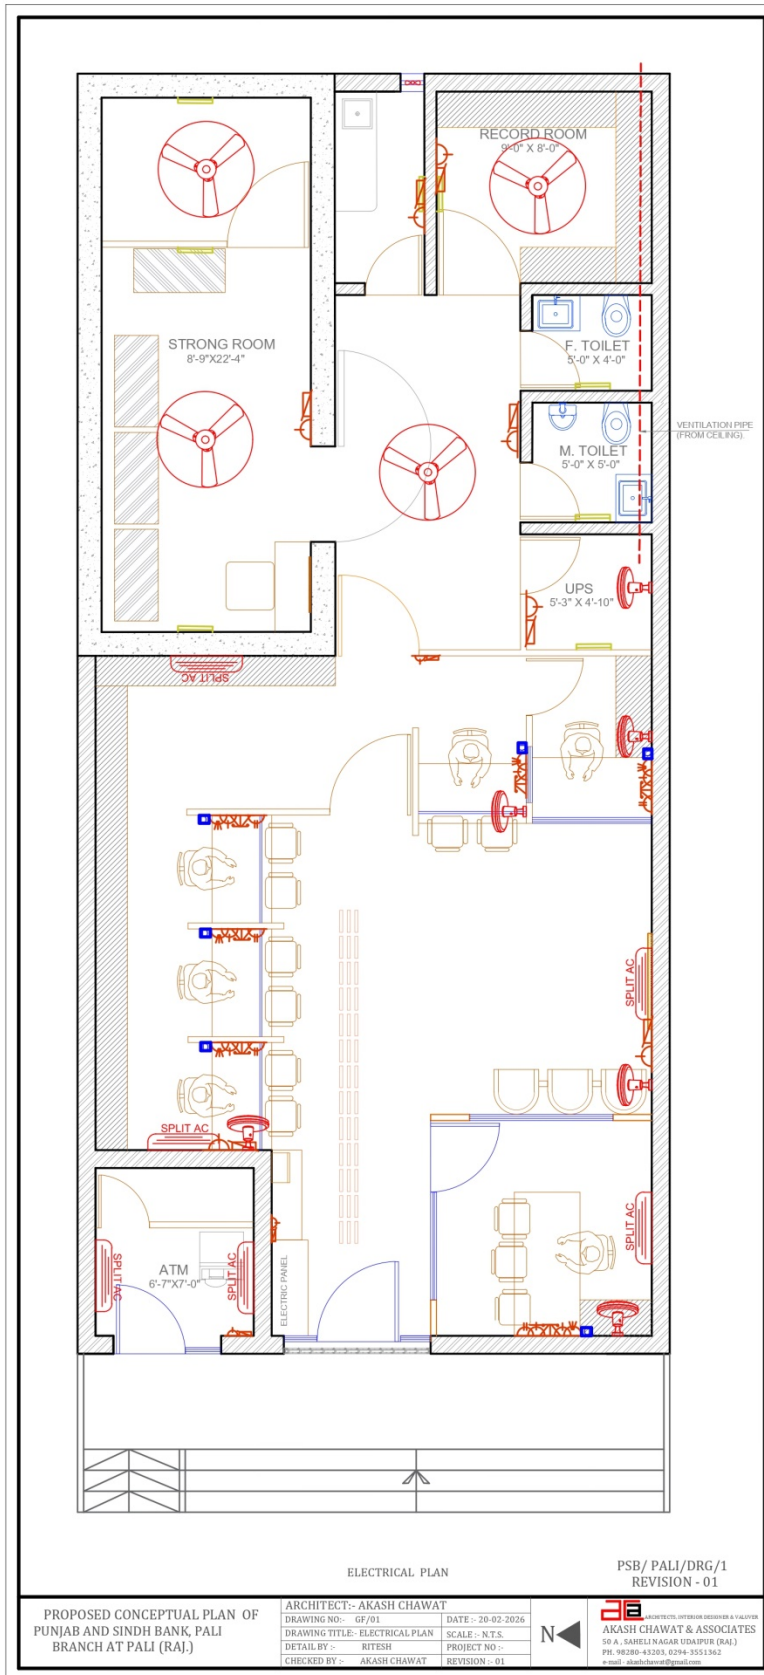 RECORD ROOM
9'-0" X 8'-0"
STRONG ROOM
8'-9"X22'-4"
F. TOILET
5'-0" X 4'-0"
M. TOILET
5'-0" X 5'-0"
VENTILATION PIPE
(FROM CEILING)
UPS
5'-3" X 4'-10"
SPLIT AC
SPLIT AC
SPLIT AC
SPLIT AC
ATM
6'-7"X7'-0"
SPLIT AC
SPLIT AC
ELECTRIC PANEL
ELECTRICAL PLAN
PSB/ PALI/DRG/1
REVISION - 01
PROPOSED CONCEPTUAL PLAN OF
PUNJAB AND SINDH BANK, PALI
BRANCH AT PALI (RAJ.)
ARCHITECT:- AKASH CHAWAT
DRAWING NO:- GF/01
DATE :- 20-02-2026
DRAWING TITLE:- ELECTRICAL PLAN
SCALE :- N.T.S.
DETAIL BY :- RITESH
PROJECT NO :-
CHECKED BY :- AKASH CHAWAT
REVISION :- 01
N
ARCHITECTS, INTERIOR DESIGNER & VALUVER
AKASH CHAWAT & ASSOCIATES
50 A , SAHELI NAGAR UDAIPUR (RAJ.)
PH. 98280-43203, 0294-3551362
e-mail - akashchawat@gmail.com